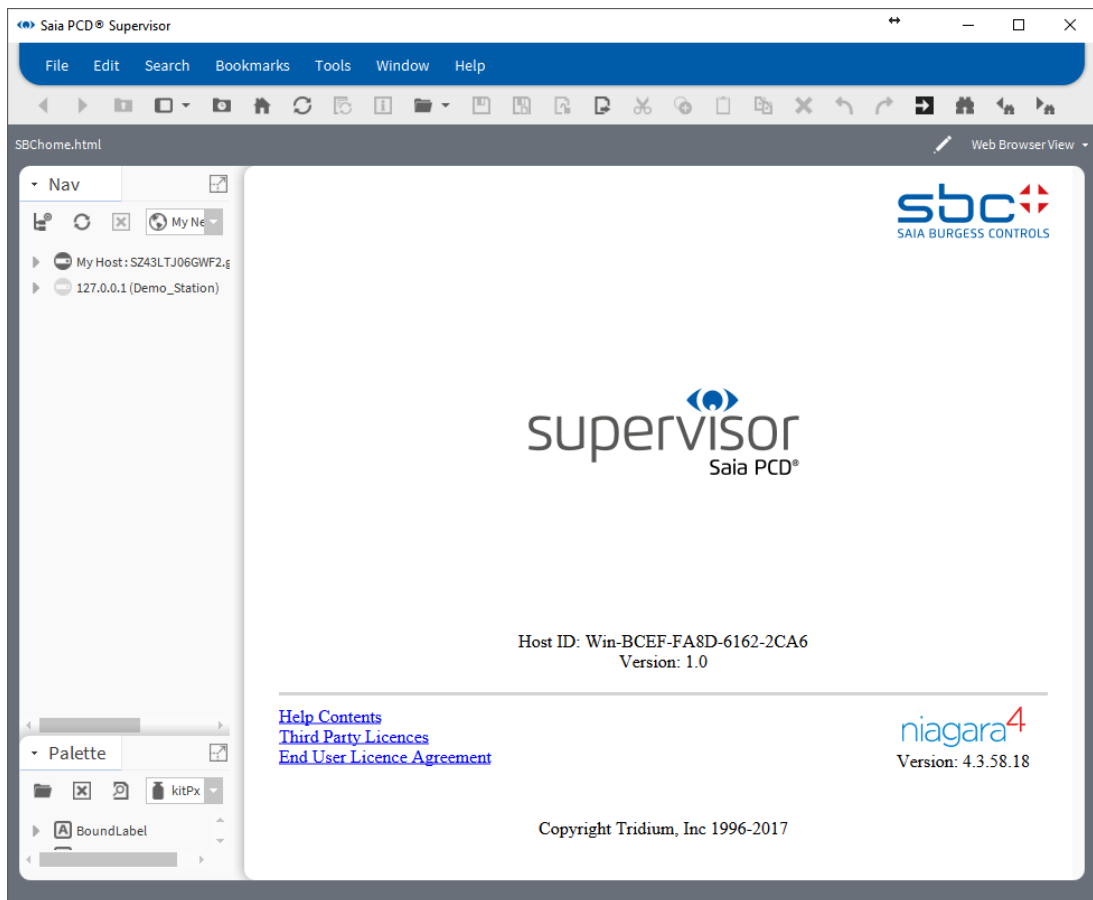 Saia PCD® Supervisor
File Edit Search Bookmarks Tools Window Help
SBChome.html
Web Browser View
Nav
My Ne
My Host : SZ43LTJ06GWF2.g
127.0.0.1 (Demo_Station)
sbc
SAIA BURGESS CONTROLS
supervisor
Saia PCD®
Host ID: Win-BCEF-FA8D-6162-2CA6
Version: 1.0
Help Contents
Third Party Licences
End User Licence Agreement
niagara4
Version: 4.3.58.18
Copyright Tridium, Inc 1996-2017
Palette
kitPx
A BoundLabel